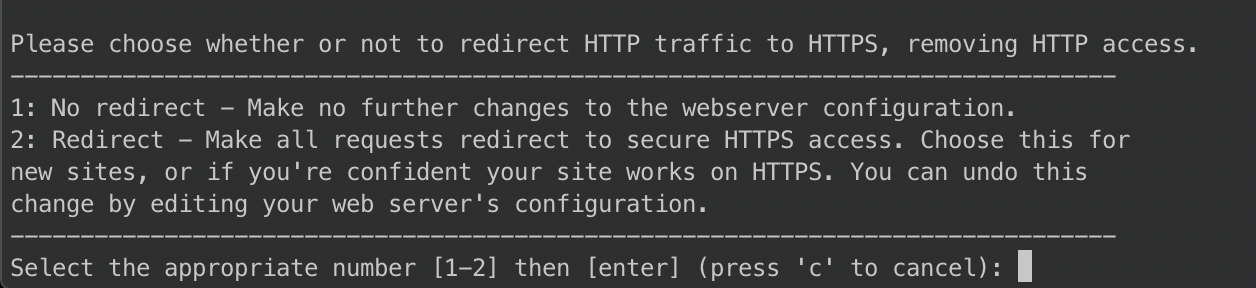 Please choose whether or not to redirect HTTP traffic to HTTPS, removing HTTP access.
-------------------------------------------------------------------------------
1: No redirect - Make no further changes to the webserver configuration.
2: Redirect - Make all requests redirect to secure HTTPS access. Choose this for
new sites, or if you're confident your site works on HTTPS. You can undo this
change by editing your web server's configuration.
-------------------------------------------------------------------------------
Select the appropriate number [1-2] then [enter] (press 'c' to cancel):